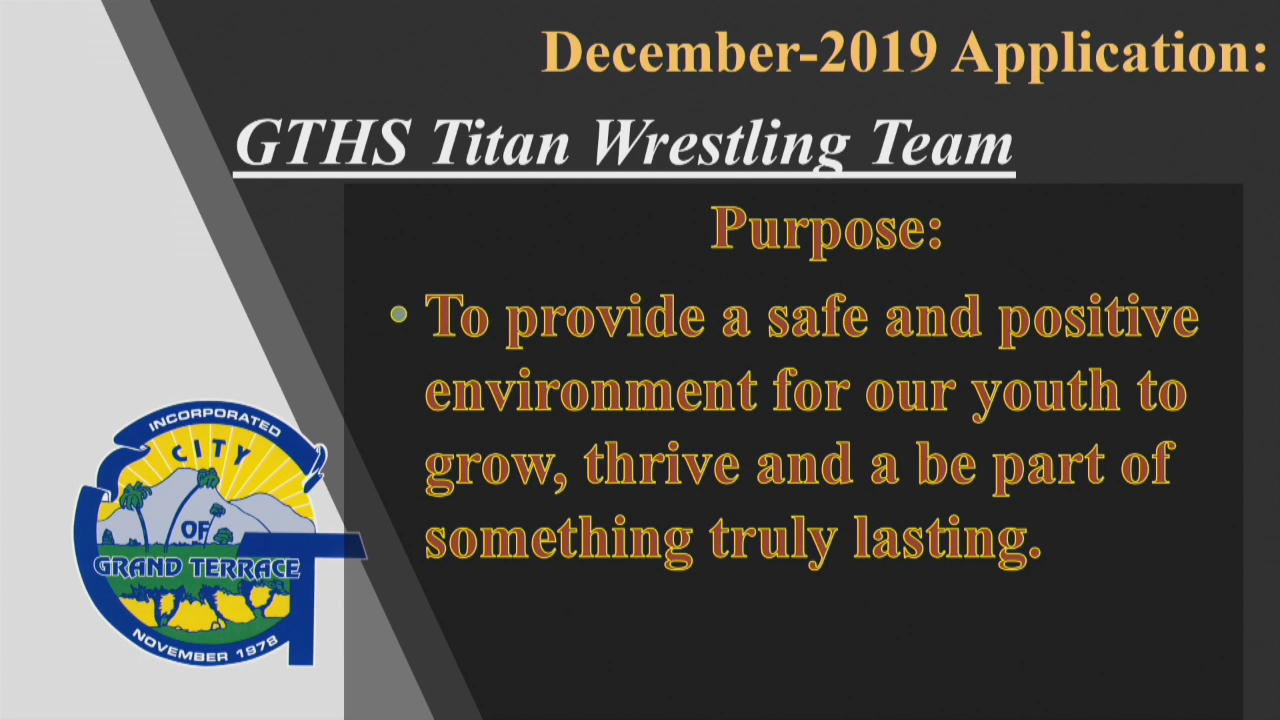 December-2019 Application:
GTHS Titan Wrestling Team
Purpose:
• To provide a safe and positive
environment for our youth to
grow, thrive and a be part of
something truly lasting.
INCORPORATED
CITY
OF
GRAND TERRACE
NOVEMBER 1978